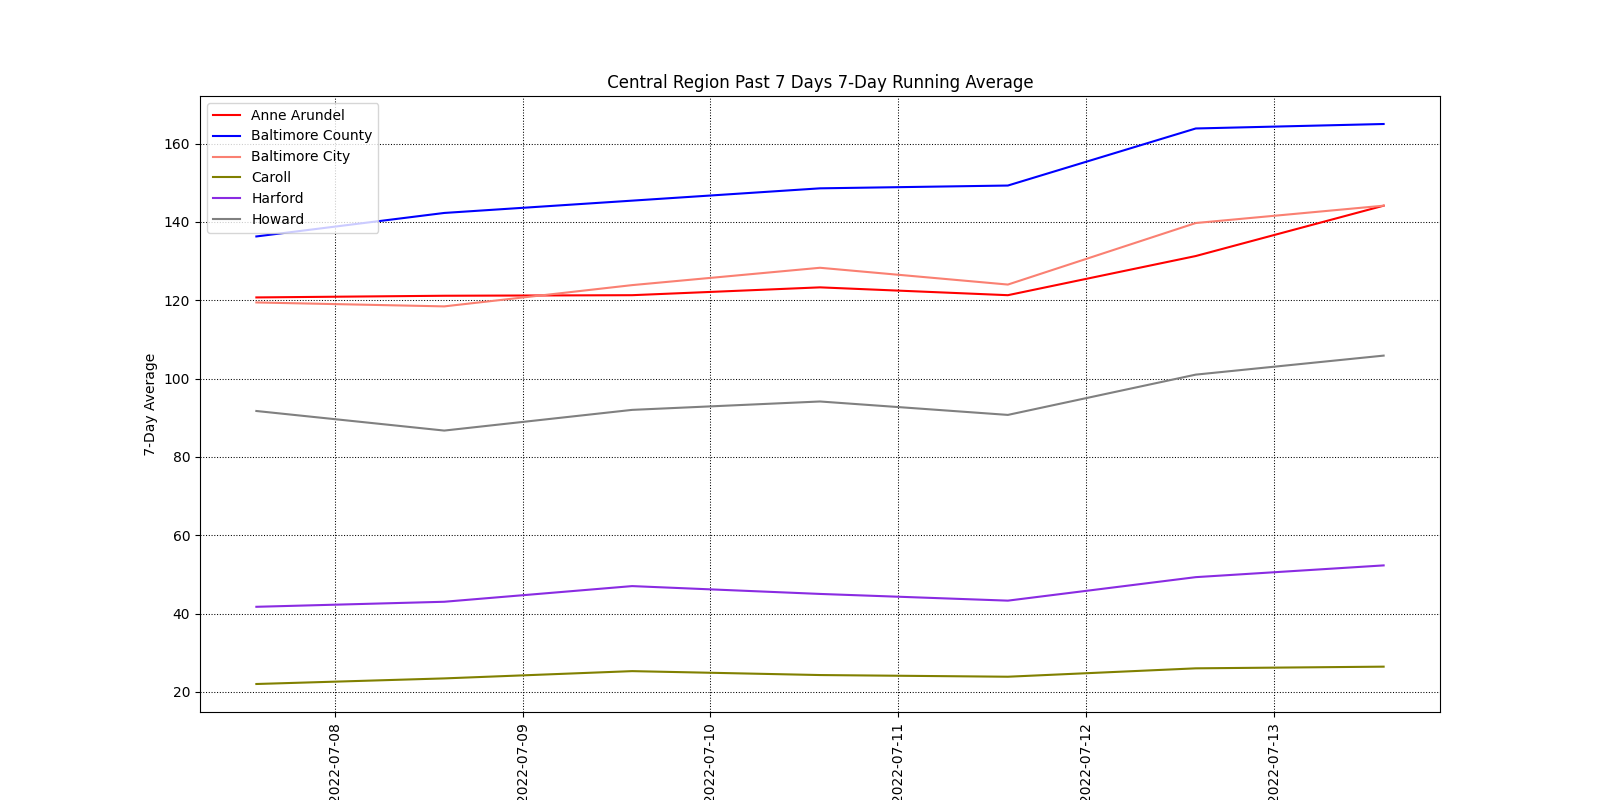 Central Region Past 7 Days 7-Day Running Average
Anne Arundel
Baltimore County
Baltimore City
Caroll
Harford
Howard
7-Day Average
160
140
120
100
80
60
40
20
2022-07-08
2022-07-09
2022-07-10
2022-07-11
2022-07-12
2022-07-13